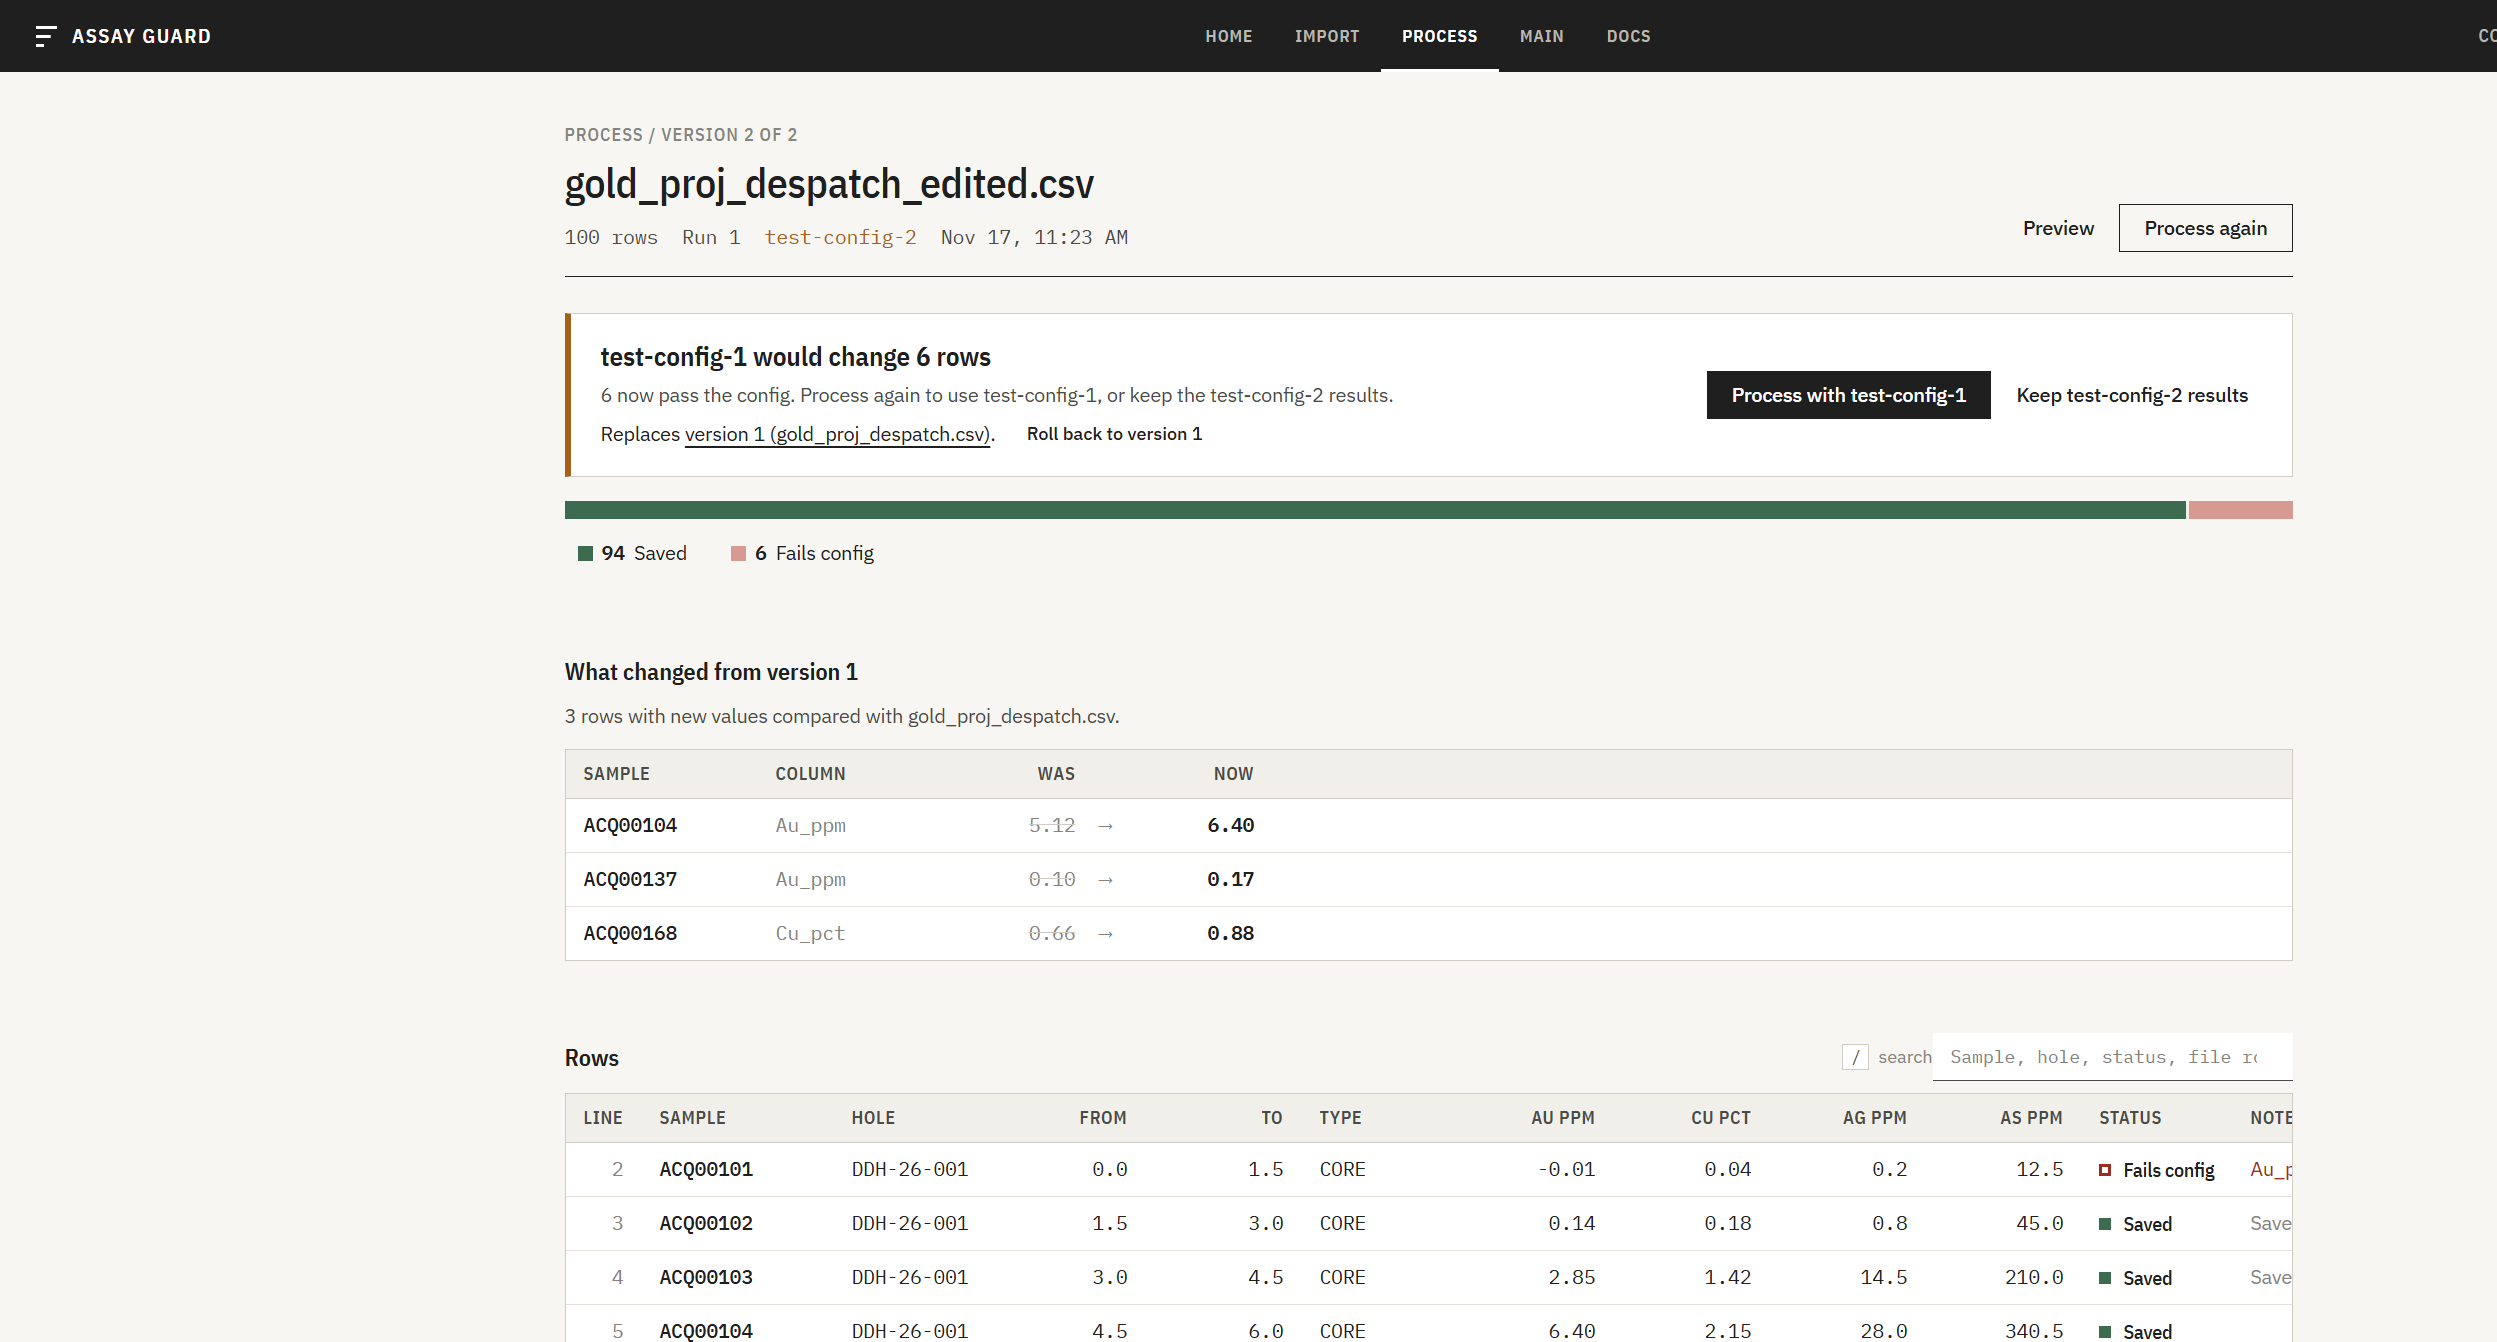 ASSAY GUARD
HOME IMPORT PROCESS MAIN DOCS
PROCESS / VERSION 2 OF 2
gold_proj_despatch_edited.csv
100 rows Run 1 test-config-2 Nov 17, 11:23 AM
Preview Process again
test-config-1 would change 6 rows
6 now pass the config. Process again to use test-config-1, or keep the test-config-2 results.
Process with test-config-1 Keep test-config-2 results
Replaces version 1 (gold_proj_despatch.csv). Roll back to version 1
94 Saved 6 Fails config
What changed from version 1
3 rows with new values compared with gold_proj_despatch.csv.
SAMPLE COLUMN WAS NOW
ACQ00104 Au_ppm 5.12 → 6.40
ACQ00137 Au_ppm 0.10 → 0.17
ACQ00168 Cu_pct 0.66 → 0.88
Rows / search Sample, hole, status, file
LINE SAMPLE HOLE FROM TO TYPE AU PPM CU PCT AG PPM AS PPM STATUS NOTE
2 ACQ00101 DDH-26-001 0.0 1.5 CORE -0.01 0.04 0.2 12.5 Fails config
3 ACQ00102 DDH-26-001 1.5 3.0 CORE 0.14 0.18 0.8 45.0 Saved Save
4 ACQ00103 DDH-26-001 3.0 4.5 CORE 2.85 1.42 14.5 210.0 Saved Save
5 ACQ00104 DDH-26-001 4.5 6.0 CORE 6.40 2.15 28.0 340.5 Saved